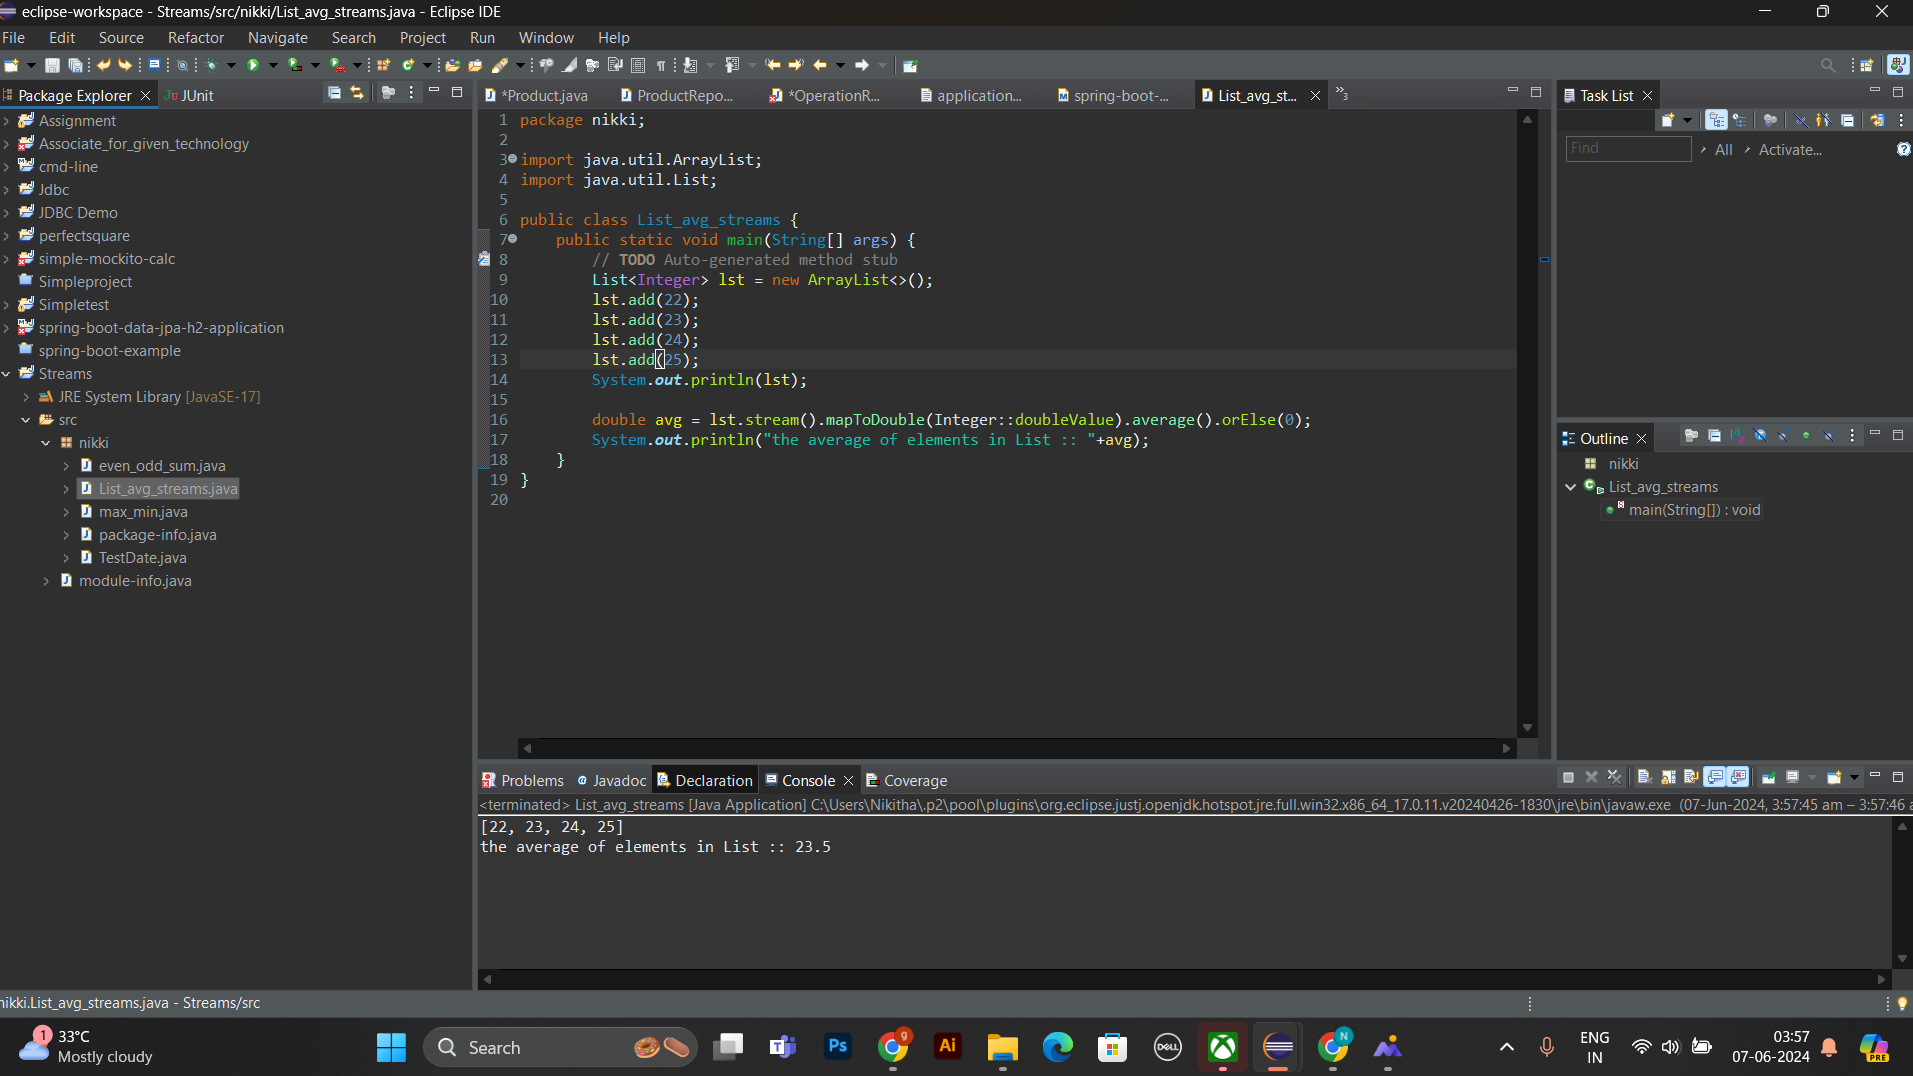 eclipse-workspace - Streams/src/nikki/List_avg_streams.java - Eclipse IDE
File Edit Source Refactor Navigate Search Project Run Window Help
Package Explorer
JUnit
*Product.java
ProductRepo...
*OperationR...
application...
spring-boot-...
List_avg_st...
3
Task List
Find
All
Activate...
Assignment
Associate_for_given_technology
cmd-line
Jdbc
JDBC Demo
perfectsquare
simple-mockito-calc
Simpleproject
Simpletest
spring-boot-data-jpa-h2-application
spring-boot-example
Streams
JRE System Library [JavaSE-17]
src
nikki
even_odd_sum.java
List_avg_streams.java
max_min.java
package-info.java
TestDate.java
module-info.java
1 package nikki;
2
3 import java.util.ArrayList;
4 import java.util.List;
5
6 public class List_avg_streams {
7 public static void main(String[] args) {
8 // TODO Auto-generated method stub
9 List<Integer> lst = new ArrayList<>();
10 lst.add(22);
11 lst.add(23);
12 lst.add(24);
13 lst.add(25);
14 System.out.println(lst);
15
16 double avg = lst.stream().mapToDouble(Integer::doubleValue).average().orElse(0);
17 System.out.println("the average of elements in List :: "+avg);
18 }
19 }
20
Outline
nikki
List_avg_streams
main(String[]) : void
Problems
Javadoc
Declaration
Console
Coverage
<terminated> List_avg_streams [Java Application] C:\Users\Nikitha\.p2\pool\plugins\org.eclipse.justj.openjdk.hotspot.jre.full.win32.x86_64_17.0.11.v20240426-1830\jre\bin\javaw.exe (07-Jun-2024, 3:57:45 am – 3:57:46 a
[22, 23, 24, 25]
the average of elements in List :: 23.5
nikki.List_avg_streams.java - Streams/src
1
33°C
Mostly cloudy
Search
Ps
g
Ai
DELL
N
ENG
IN
03:57
07-06-2024
PRE